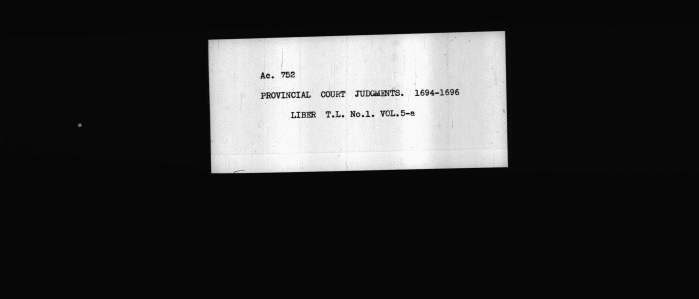 Ac. 752
PROVINCIAL COURT JUDGMENTS. 1694-1696
LIBER T.L. No.1. VOL.5-a